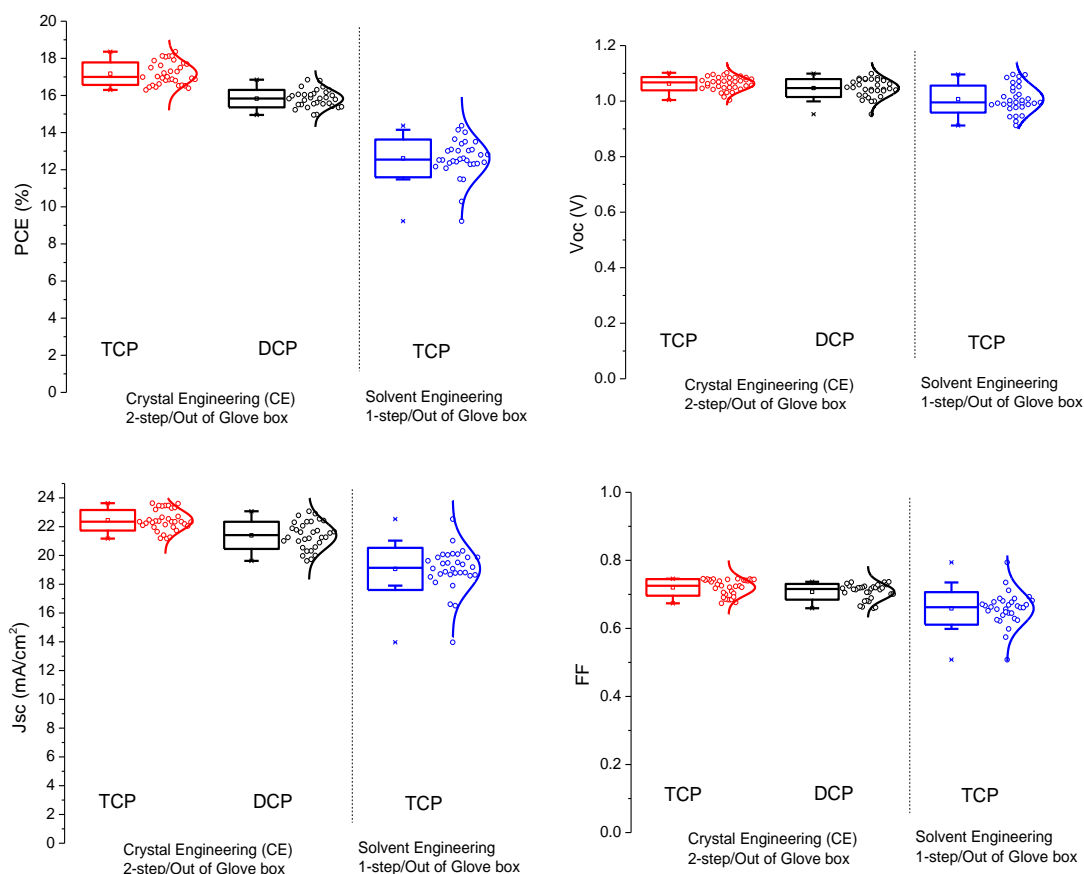 PCE (%)
20
18
16
14
12
10
8
6
4
2
0
TCP
DCP
TCP
Crystal Engineering (CE)
2-step/Out of Glove box
Solvent Engineering
1-step/Out of Glove box
Voc (V)
1.2
1.0
0.8
0.6
0.4
0.2
0.0
TCP
DCP
TCP
Crystal Engineering (CE)
2-step/Out of Glove box
Solvent Engineering
1-step/Out of Glove box
Jsc (mA/cm²)
24
22
20
18
16
14
12
10
8
6
4
2
0
TCP
DCP
TCP
Crystal Engineering (CE)
2-step/Out of Glove box
Solvent Engineering
1-step/Out of Glove box
FF
1.0
0.8
0.6
0.4
0.2
0.0
TCP
DCP
TCP
Crystal Engineering (CE)
2-step/Out of Glove box
Solvent Engineering
1-step/Out of Glove box